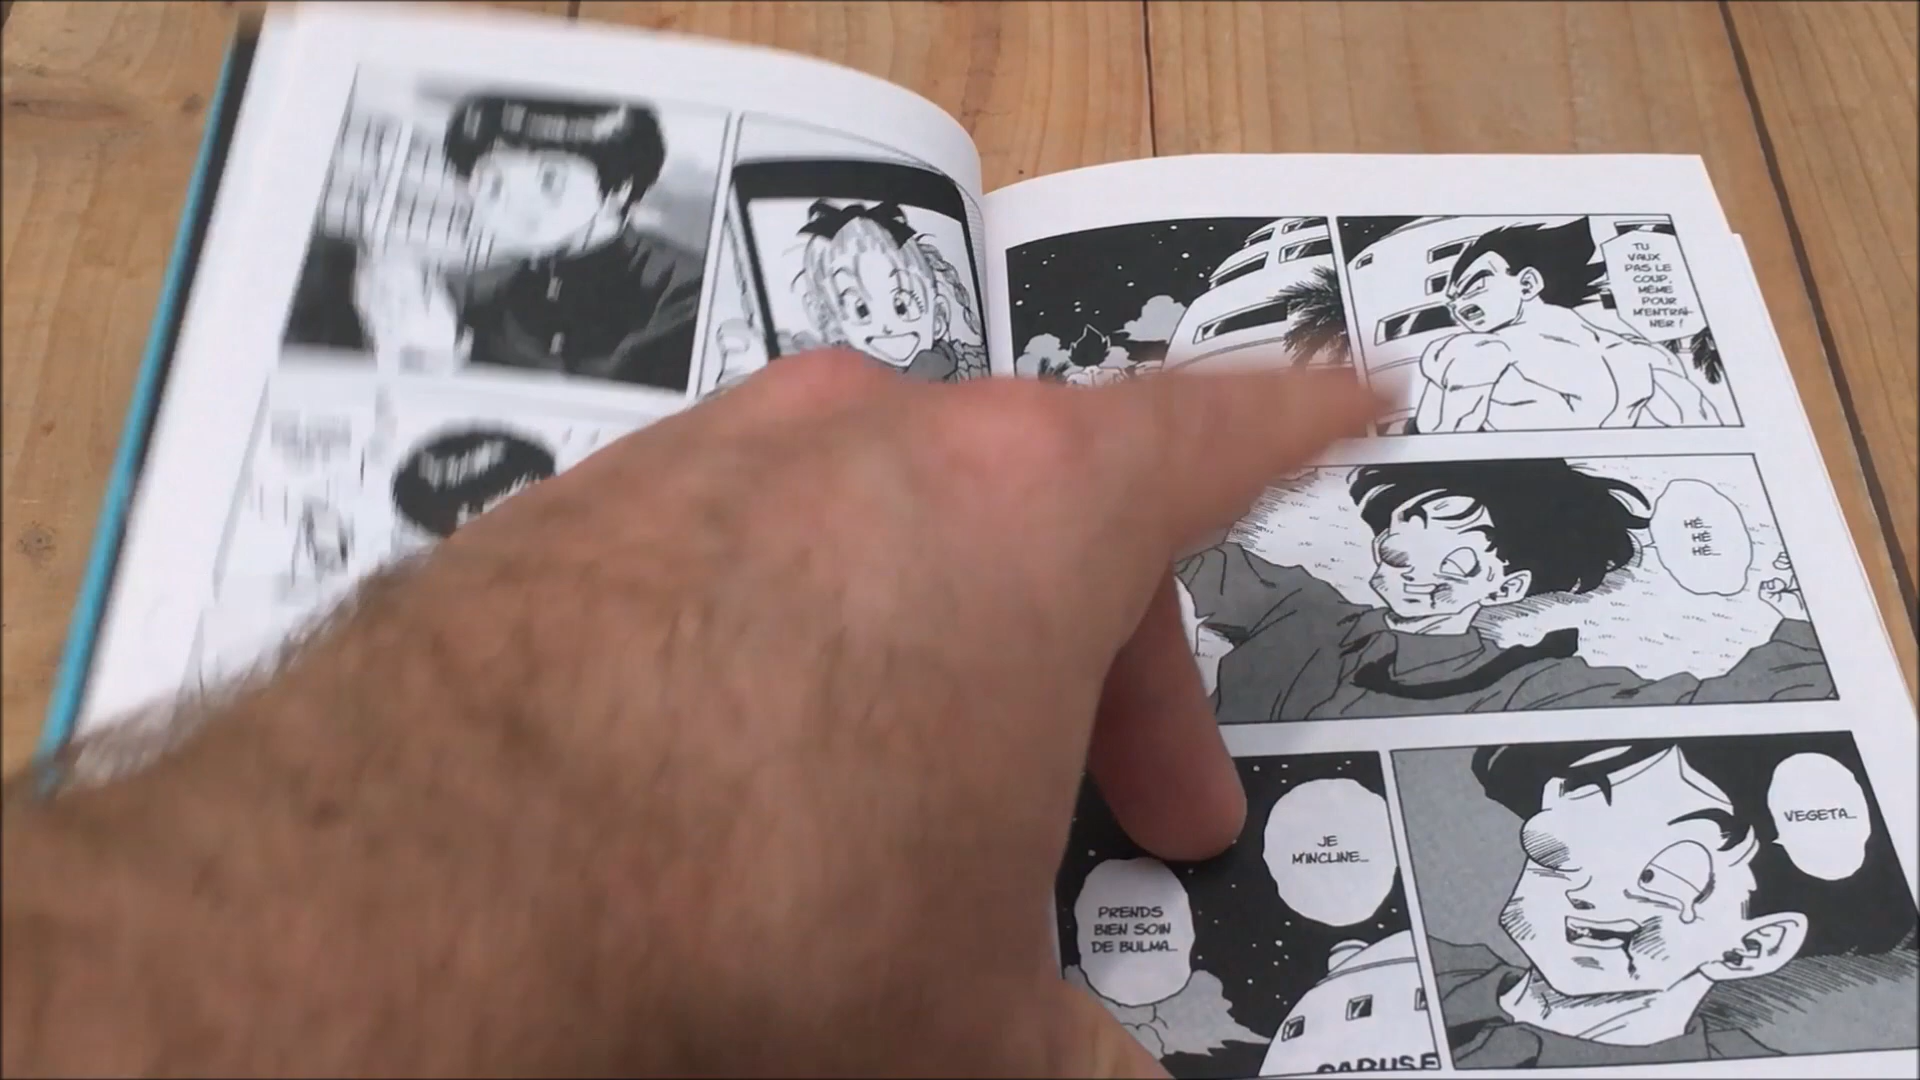 TU
VAUX
PAS LE
COUP,
MÊME
POUR
M'ENTRAÎ-
NER !
HÉ...
HÉ
HÉ...
JE
M'INCLINE...
PRENDS
BIEN SOIN
DE BULMA...
VEGETA...